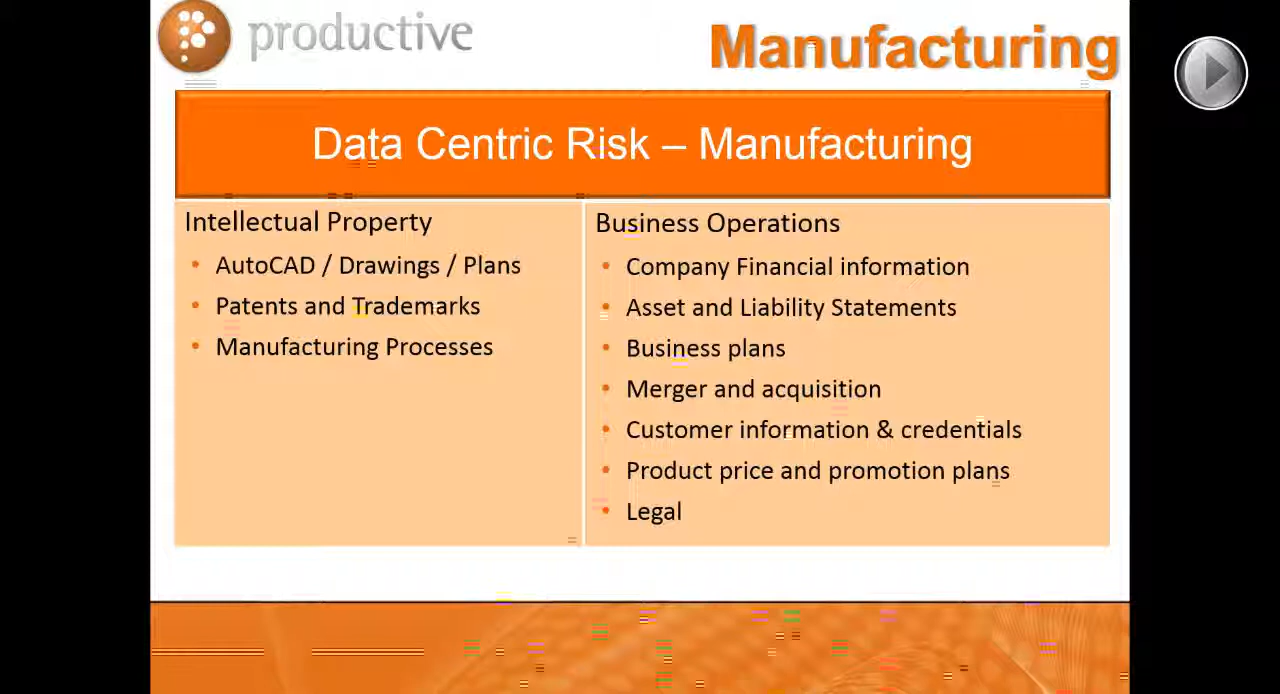 productive
Manufacturing
Data Centric Risk – Manufacturing
Intellectual Property
• AutoCAD / Drawings / Plans
• Patents and Trademarks
• Manufacturing Processes
Business Operations
• Company Financial information
• Asset and Liability Statements
• Business plans
• Merger and acquisition
• Customer information & credentials
• Product price and promotion plans
• Legal